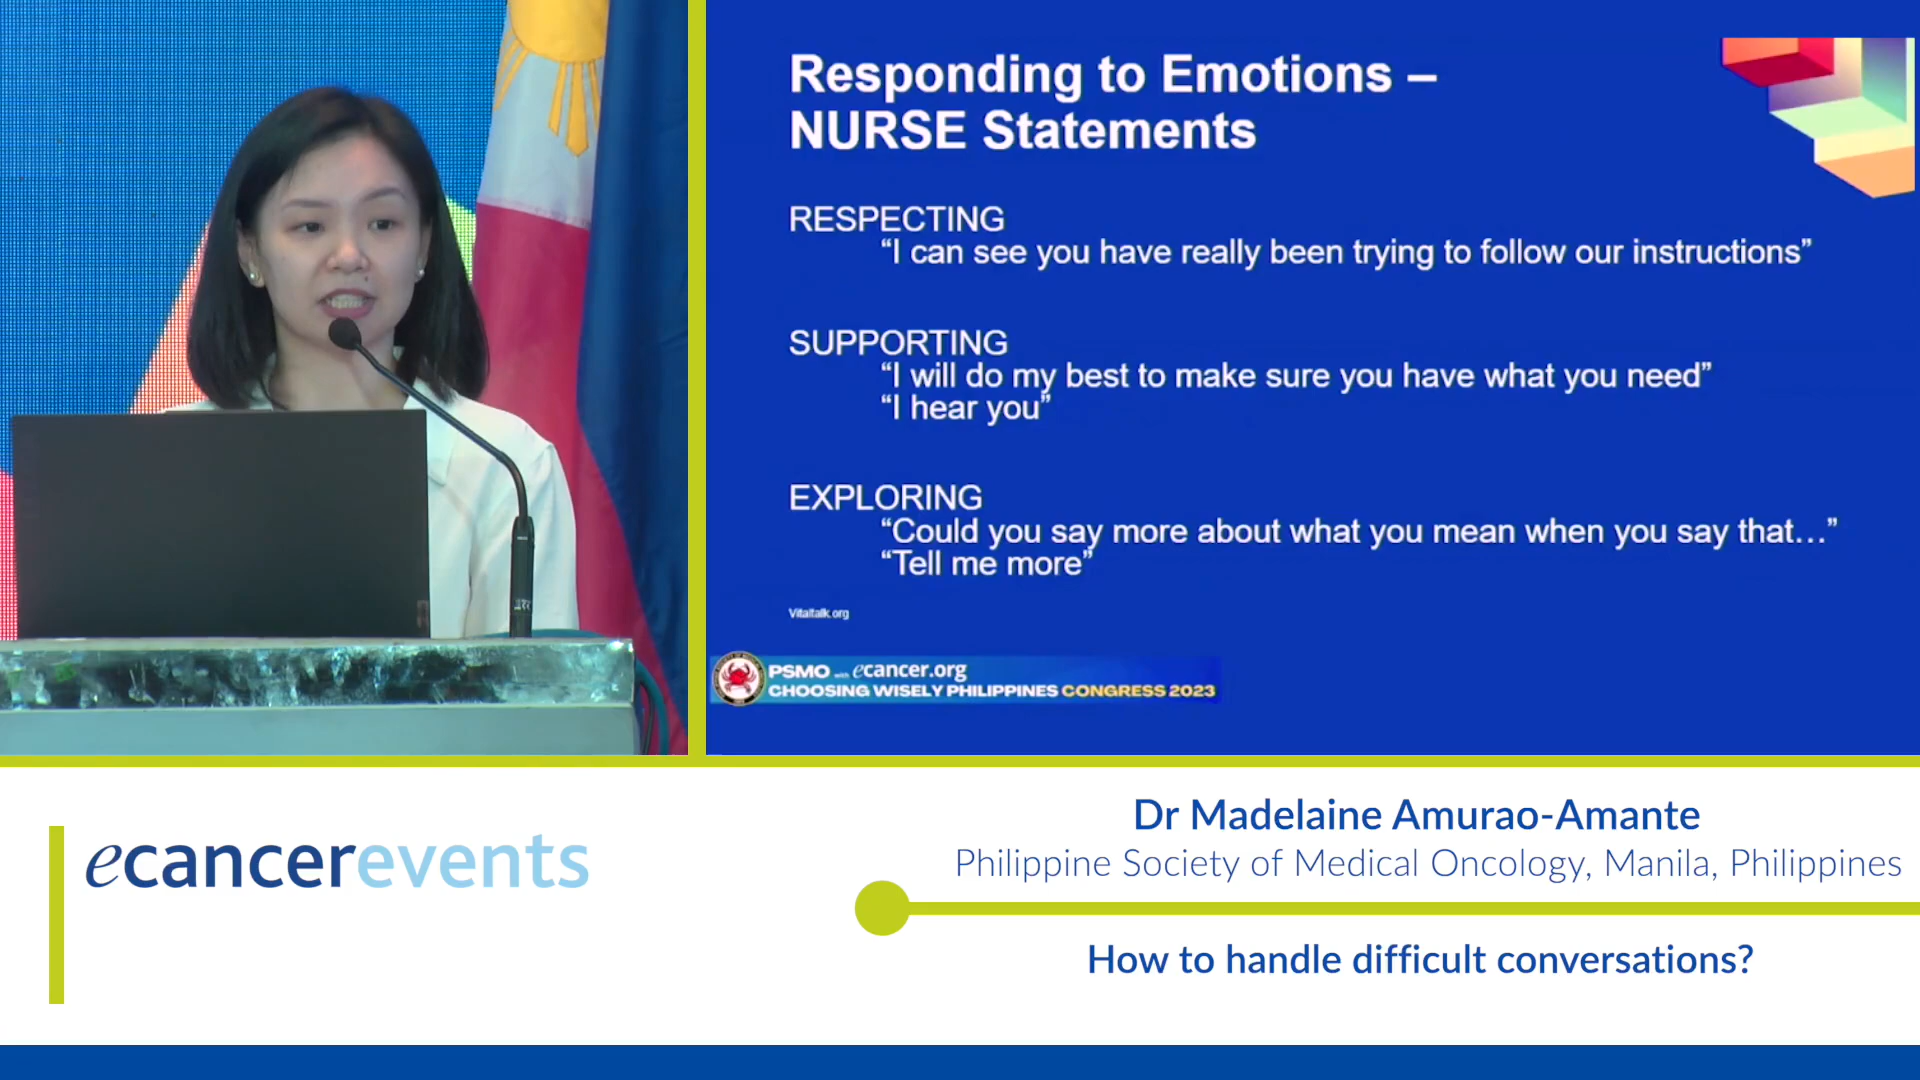 Responding to Emotions –
NURSE Statements
RESPECTING
“I can see you have really been trying to follow our instructions”
SUPPORTING
“I will do my best to make sure you have what you need”
“I hear you”
EXPLORING
“Could you say more about what you mean when you say that…”
“Tell me more”
Vitaltalk.org
PSMO with ecancer.org
CHOOSING WISELY PHILIPPINES CONGRESS 2023
ecancerevents
Dr Madelaine Amurao-Amante
Philippine Society of Medical Oncology, Manila, Philippines
How to handle difficult conversations?